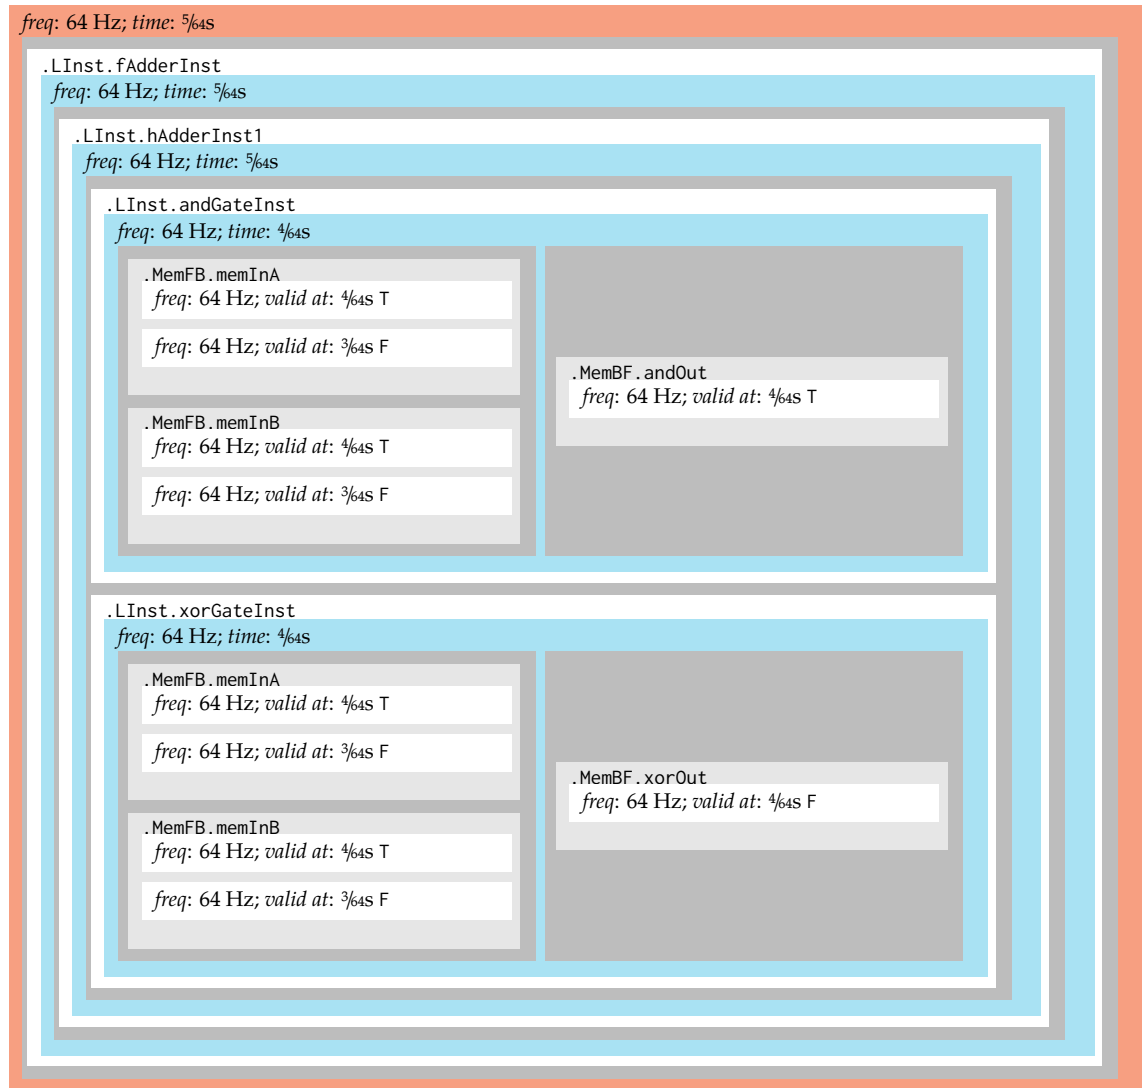 freq: 64 Hz; time: 5/64s
.LInst.fAdderInst
freq: 64 Hz; time: 5/64s
.LInst.hAdderInst1
freq: 64 Hz; time: 5/64s
.LInst.andGateInst
freq: 64 Hz; time: 4/64s
.MemFB.memInA
freq: 64 Hz; valid at: 4/64s T
freq: 64 Hz; valid at: 3/64s F
.MemFB.memInB
freq: 64 Hz; valid at: 4/64s T
freq: 64 Hz; valid at: 3/64s F
.MemBF.andOut
freq: 64 Hz; valid at: 4/64s T
.LInst.xorGateInst
freq: 64 Hz; time: 4/64s
.MemFB.memInA
freq: 64 Hz; valid at: 4/64s T
freq: 64 Hz; valid at: 3/64s F
.MemFB.memInB
freq: 64 Hz; valid at: 4/64s T
freq: 64 Hz; valid at: 3/64s F
.MemBF.xorOut
freq: 64 Hz; valid at: 4/64s F